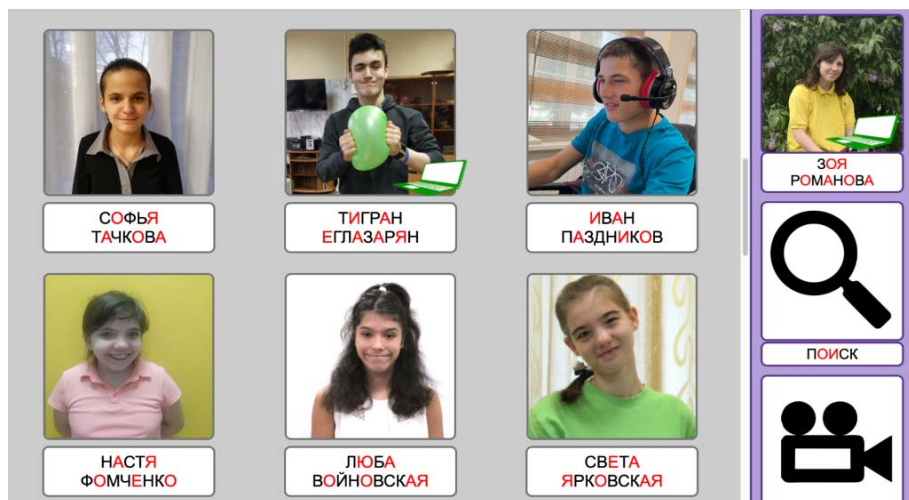 СОФЬЯ
ТАЧКОВА
ТИГРАН
ЕГЛАЗАРЯН
ИВАН
ПАЗДНИКОВ
НАСТЯ
ФОМЧЕНКО
ЛЮБА
ВОЙНОВСКАЯ
СВЕТА
ЯРКОВСКАЯ
ЗОЯ
РОМАНОВА
ПОИСК